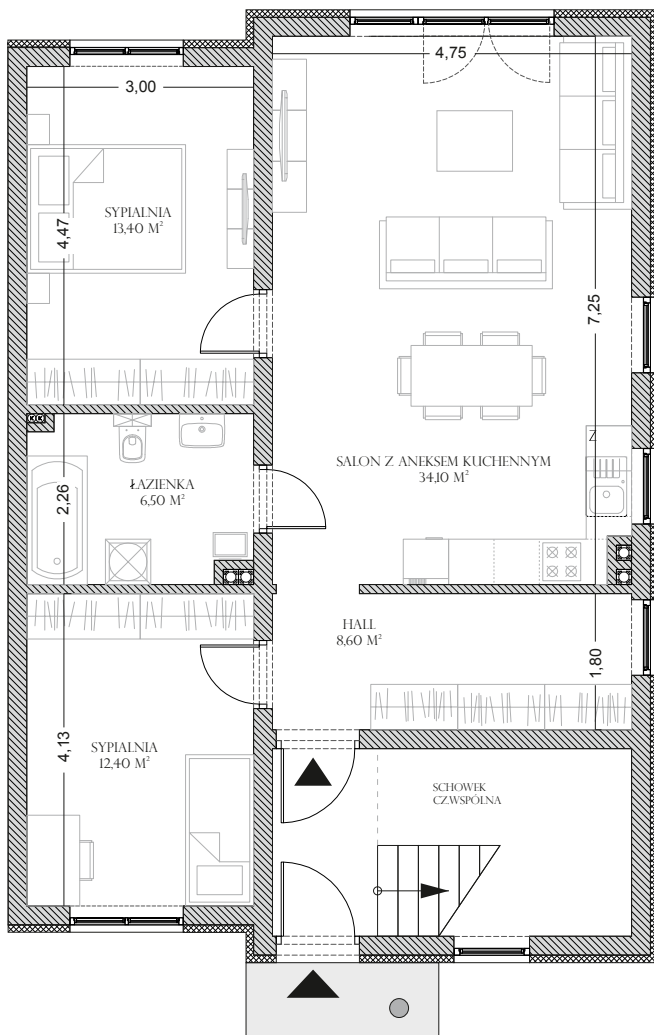 4,75
3,00
SYPIALNIA
13,40 M²
4,47
7,25
Z
SALON Z ANEKSEM KUCHENNYM
34,10 M²
ŁAZIENKA
6,50 M²
2,26
HALL
8,60 M²
1,80
4,13
SYPIALNIA
12,40 M²
SCHOWEK
CZ.WSPÓLNA